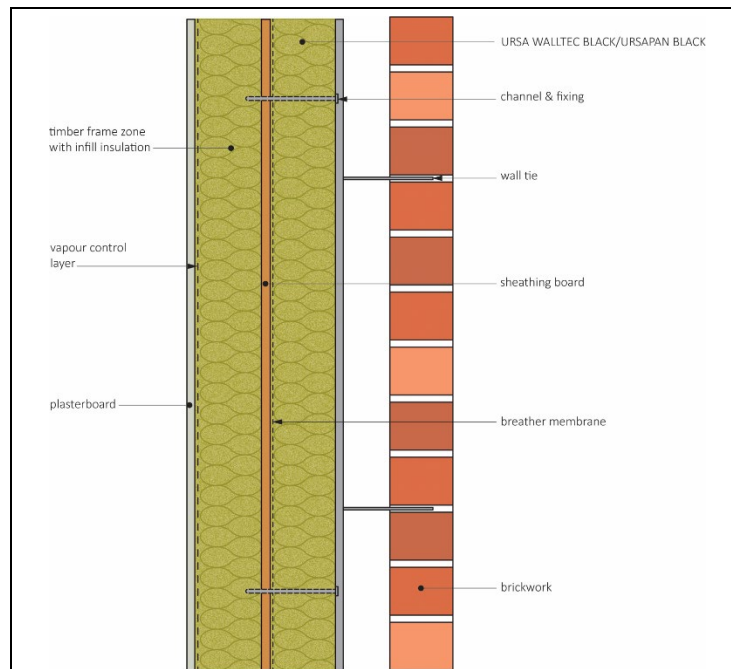 URSA WALLTEC BLACK/URSAPAN BLACK
channel & fixing
timber frame zone
with infill insulation
wall tie
vapour control
layer
sheathing board
plasterboard
breather membrane
brickwork